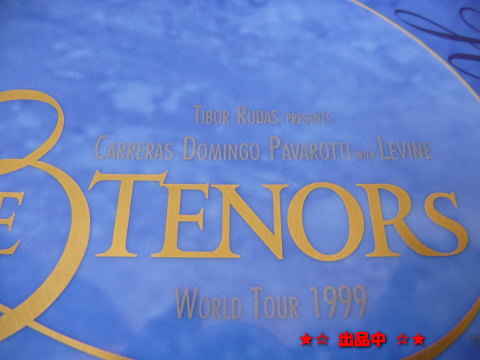 TIBOR RUDAS PRESENTS
CARRERAS DOMINGO PAVAROTTI WITH LEVINE
E 3 TENORS
WORLD TOUR 1999
★☆ 出品中 ☆★